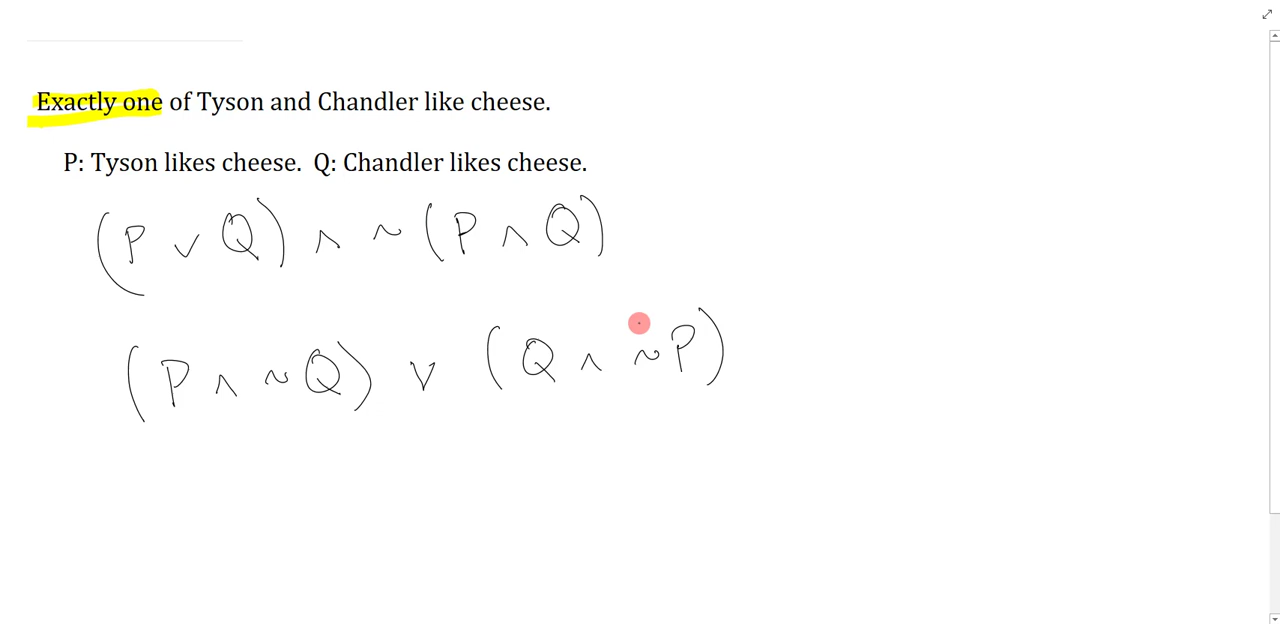 Exactly one of Tyson and Chandler like cheese.
P: Tyson likes cheese. Q: Chandler likes cheese.
(P ∨ Q) ∧ ~ (P ∧ Q)
(P ∧ ~ Q) ∨ (Q ∧ ~ P)